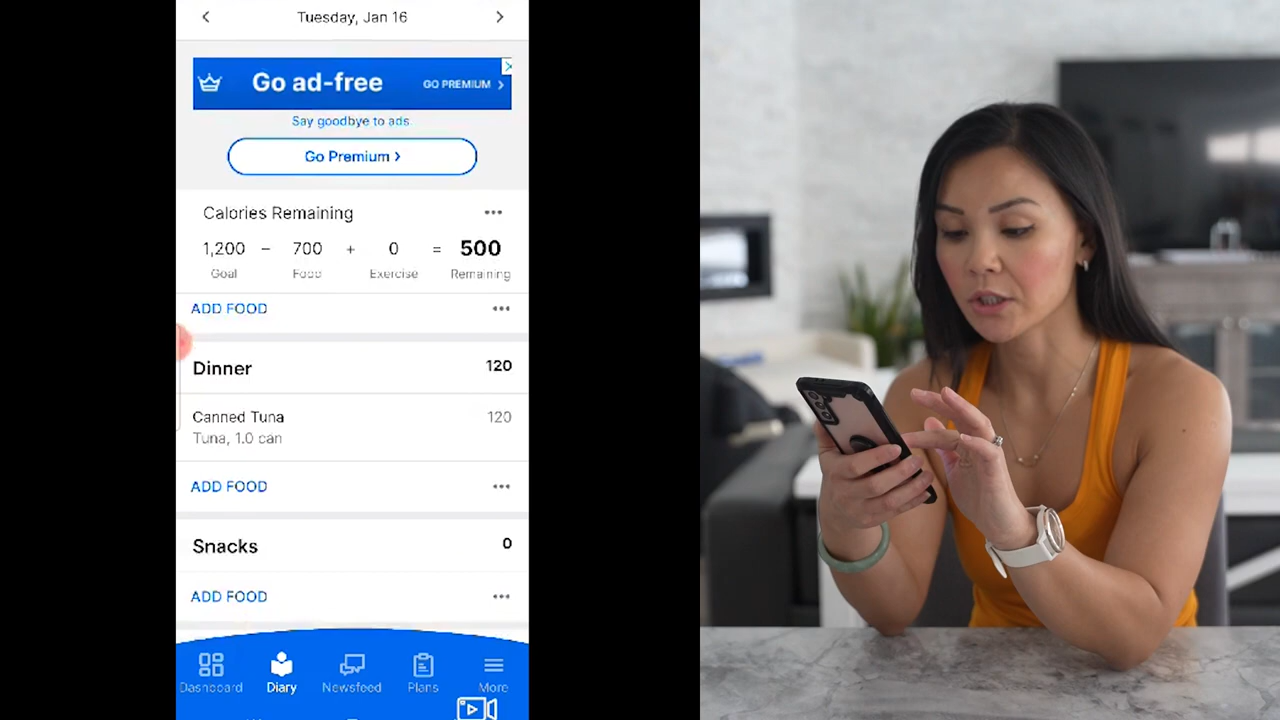 Tuesday, Jan 16
Go ad-free GO PREMIUM
Say goodbye to ads.
Go Premium
Calories Remaining
1,200 - 700 + 0 = 500
Goal Food Exercise Remaining
ADD FOOD
Dinner 120
Canned Tuna 120
Tuna, 1.0 can
ADD FOOD
Snacks 0
ADD FOOD
Dashboard Diary Newsfeed Plans More